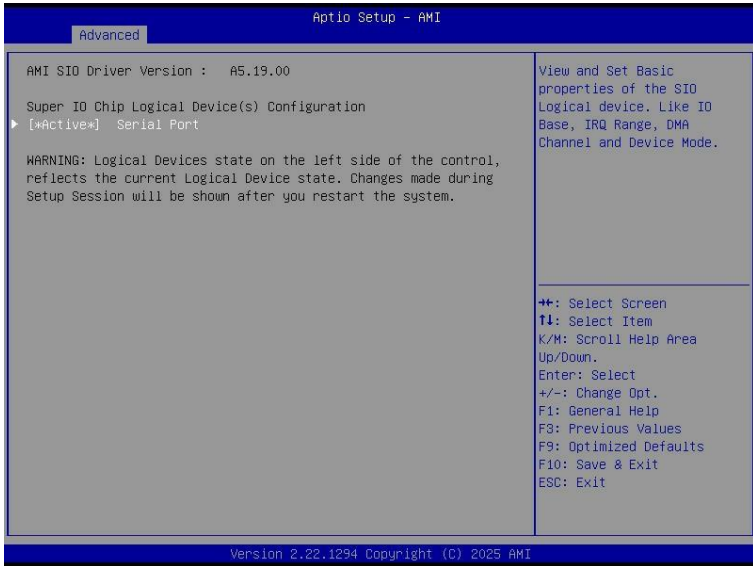 Aptio Setup - AMI
Advanced
AMI SIO Driver Version : A5.19.00
Super IO Chip Logical Device(s) Configuration
[*Active*] Serial Port
WARNING: Logical Devices state on the left side of the control,
reflects the current Logical Device state. Changes made during
Setup Session will be shown after you restart the system.
View and Set Basic
properties of the SIO
Logical device. Like IO
Base, IRQ Range, DMA
Channel and Device Mode.
→←: Select Screen
↑↓: Select Item
K/M: Scroll Help Area
Up/Down.
Enter: Select
+/-: Change Opt.
F1: General Help
F3: Previous Values
F9: Optimized Defaults
F10: Save & Exit
ESC: Exit
Version 2.22.1294 Copyright (C) 2025 AMI